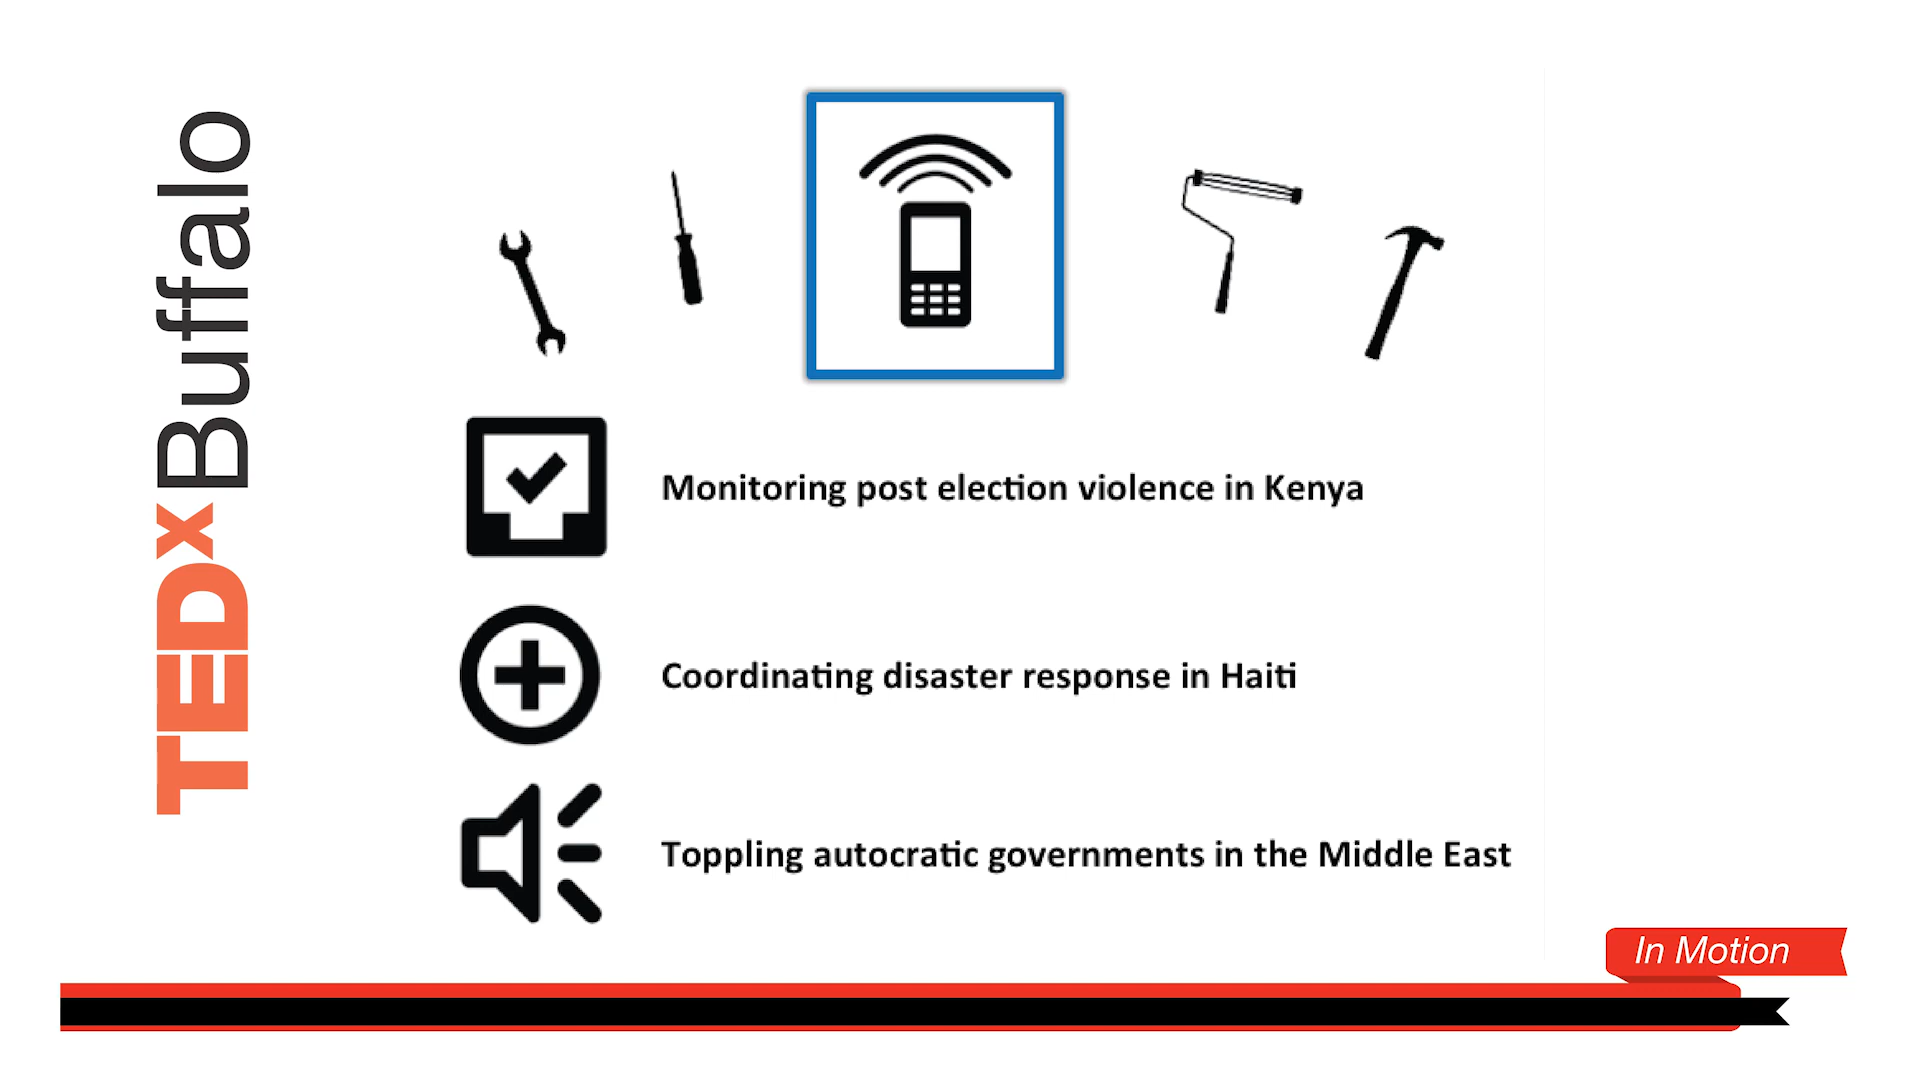 TEDxBuffalo
Monitoring post election violence in Kenya
Coordinating disaster response in Haiti
Toppling autocratic governments in the Middle East
In Motion